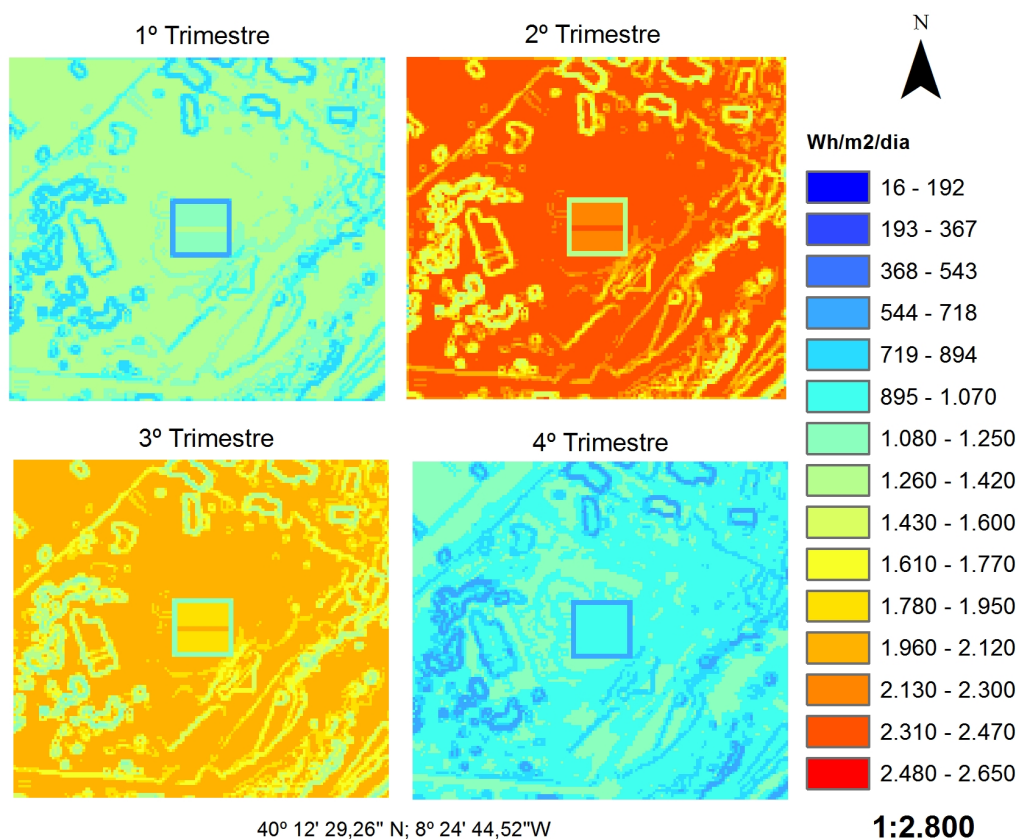 1º Trimestre
2º Trimestre
N
Wh/m2/dia
16 - 192
193 - 367
368 - 543
544 - 718
719 - 894
895 - 1.070
1.080 - 1.250
1.260 - 1.420
1.430 - 1.600
1.610 - 1.770
1.780 - 1.950
1.960 - 2.120
2.130 - 2.300
2.310 - 2.470
2.480 - 2.650
3º Trimestre
4º Trimestre
40º 12' 29,26" N; 8º 24' 44,52"W
1:2.800